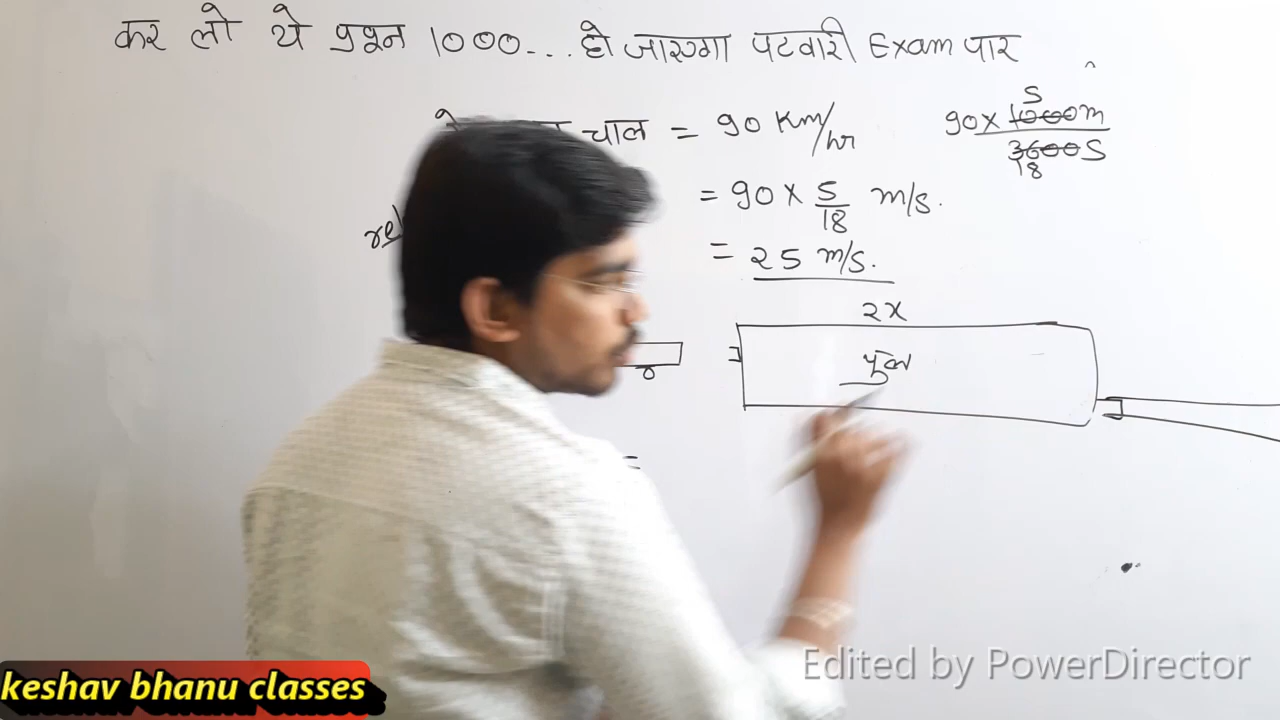 कर लो ये प्रश्न 1000... हो जाएगा पटवारी Exam पार
चाल = 90 Km/hr
90 × 1000m / 3600S
5
18
= 90 × 5/18 m/s.
= 25 m/s.
2x
पुल
=
keshav bhanu classes
Edited by PowerDirector